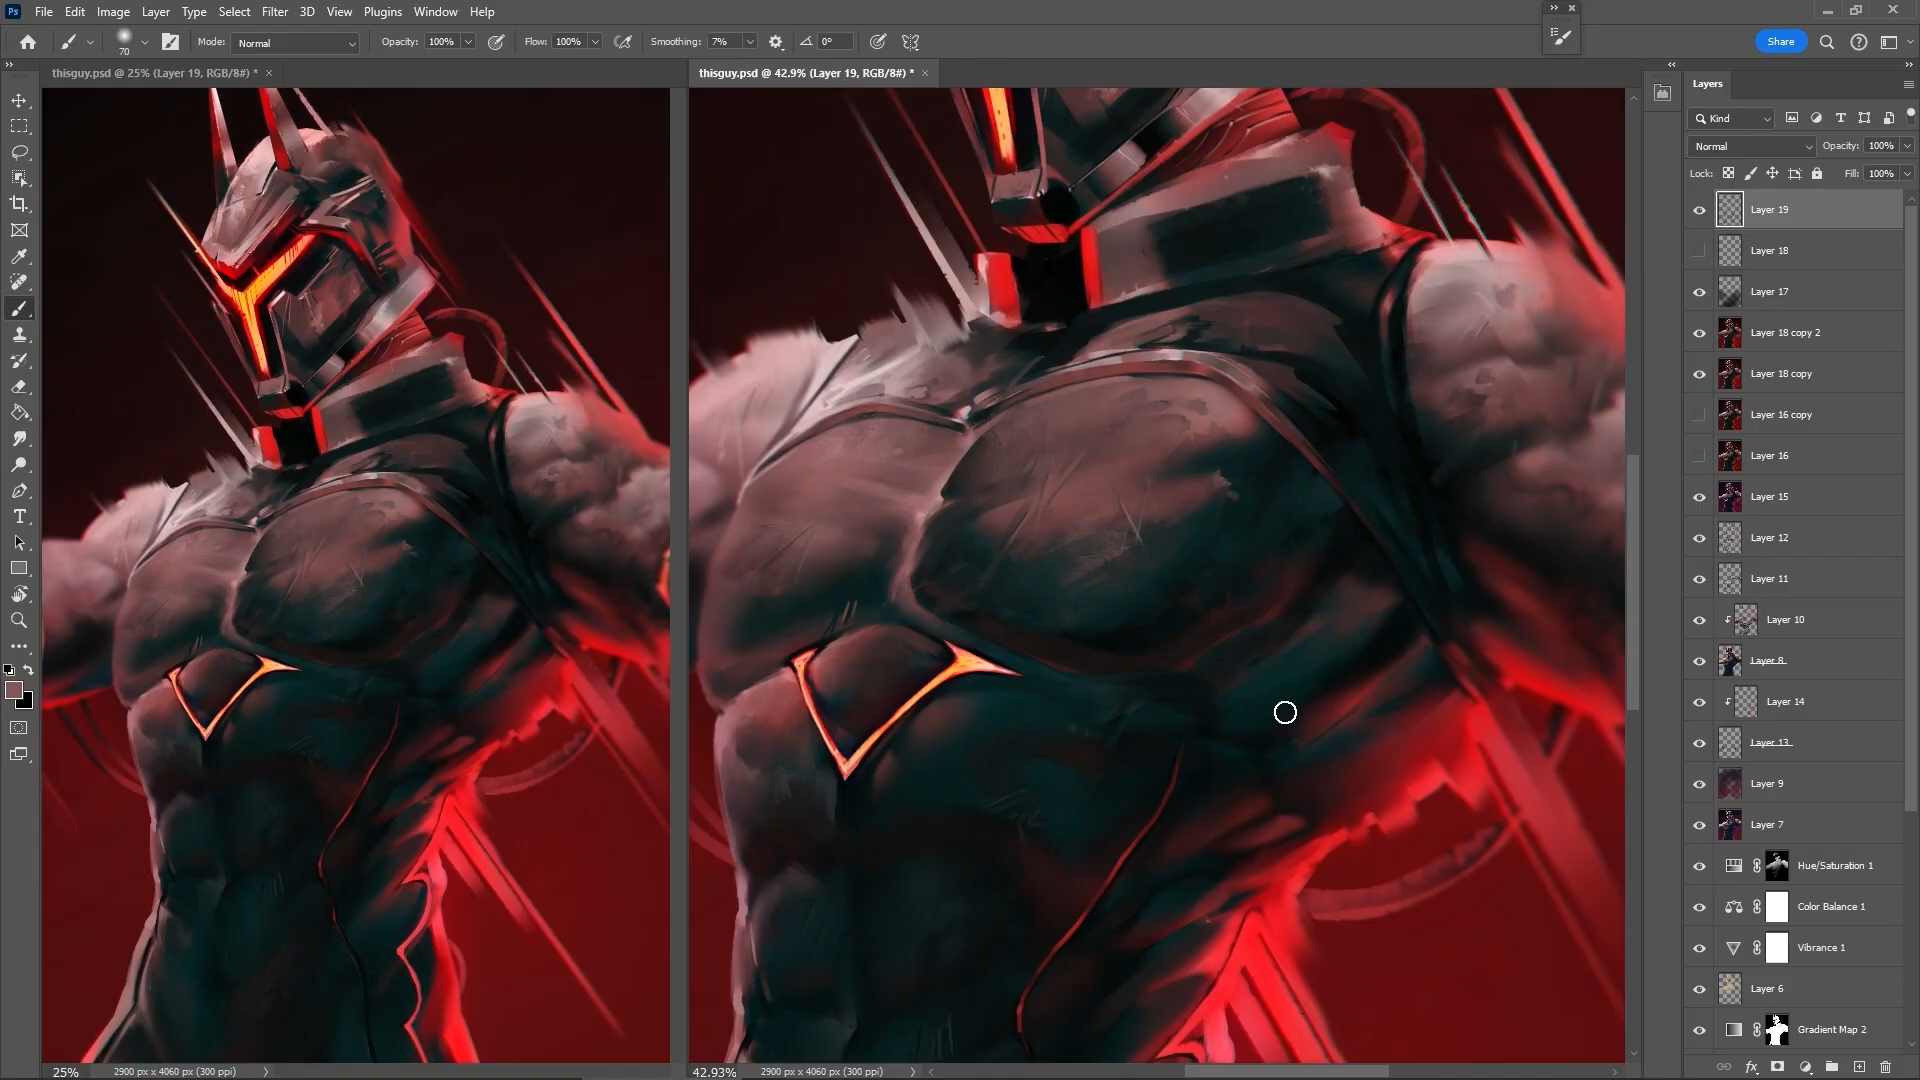 Ps File Edit Image Layer Type Select Filter 3D View Plugins Window Help
70 Mode: Normal Opacity: 100% Flow: 100% Smoothing: 7% 0° Share
thisguy.psd @ 25% (Layer 19, RGB/8#) *
thisguy.psd @ 42.9% (Layer 19, RGB/8#) *
Layers
Kind
Normal Opacity: 100%
Lock: Fill: 100%
Layer 19
Layer 18
Layer 17
Layer 18 copy 2
Layer 18 copy
Layer 16 copy
Layer 16
Layer 15
Layer 12
Layer 11
Layer 10
Layer 8
Layer 14
Layer 13
Layer 9
Layer 7
Hue/Saturation 1
Color Balance 1
Vibrance 1
Layer 6
Gradient Map 2
25% 2900 px x 4060 px (300 ppi)
42.93% 2900 px x 4060 px (300 ppi)